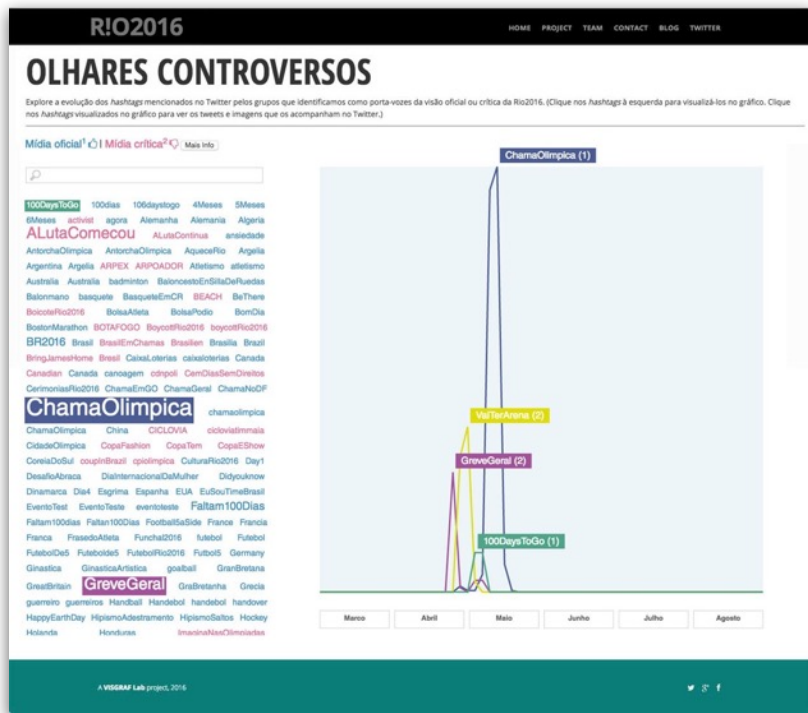 R!O2016
HOME PROJECT TEAM CONTACT BLOG TWITTER
OLHARES CONTROVERSOS
Explore a evolução dos hashtags mencionados no Twitter pelos grupos que identificamos como porta-vozes da visão oficial ou crítica da Rio2016. (Clique nos hashtags à esquerda para visualizá-los no gráfico. Clique
nos hashtags visualizados no gráfico para ver os tweets e imagens que os acompanham no Twitter.)
Mídia oficial¹ | Mídia crítica² Mais Info
100DaysToGo 100dias 106daystogo 4Meses 5Meses
6Meses activist agora Alemanha Alemania Algeria
ALutaComecou ALutaContinua ansiedade
AntorchaOlimpica AntorchaOlímpica AqueceRio Argelia
Argentina Argelia ARPEX ARPOADOR Atletismo atletismo
Australia Australia badminton BaloncestoEnSillaDeRuedas
Balonmano basquete BasqueteEmCR BEACH BeThere
BoicoteRio2016 BolsaAtleta BolsaPodio BomDia
BostonMarathon BOTAFOGO BoycottRio2016 boycottRio2016
BR2016 Brasil BrasilEmChamas Brasilien Brasilia Brazil
BringJamesHome Bresil CaixaLoterias caixaloterias Canada
Canadian Canada canoagem cdnpoli CemDiasSemDireitos
CerimoniasRio2016 ChamaEmGO ChamaGeral ChamaNoDF
ChamaOlimpica chamaolimpica
ChamaOlimpica China CICLOVIA cicloviatimmaia
CidadeOlimpica CopaFashion CopaTem CopaEShow
CoreiaDoSul coupInBrazil cpiolimpica CulturaRio2016 Day1
DesafioAbraca DiaInternacionalDaMulher Didyouknow
Dinamarca Dia4 Esgrima Espanha EUA EuSouTimeBrasil
EventoTest EventoTeste eventoteste Faltam100Dias
Faltam100dias Faltan100Dias Football5aSide France Francia
Franca FrasedoAtleta Funchal2016 futebol Futebol
FutebolDe5 Futebolde5 FutebolRio2016 Futbol5 Germany
Ginastica GinasticaArtistica goalball GranBretana
GreatBritain GreveGeral GraBretanha Grecia
guerreiro guerreiros Handball Handebol handebol handover
HappyEarthDay HipismoAdestramento HipismoSaltos Hockey
Holanda Honduras ImaginaNasOlimpiadas
ChamaOlimpica (1)
ValTerArena (2)
GreveGeral (2)
100DaysToGo (1)
Marco Abril Maio Junho Julho Agosto
A VISGRAF Lab project, 2016